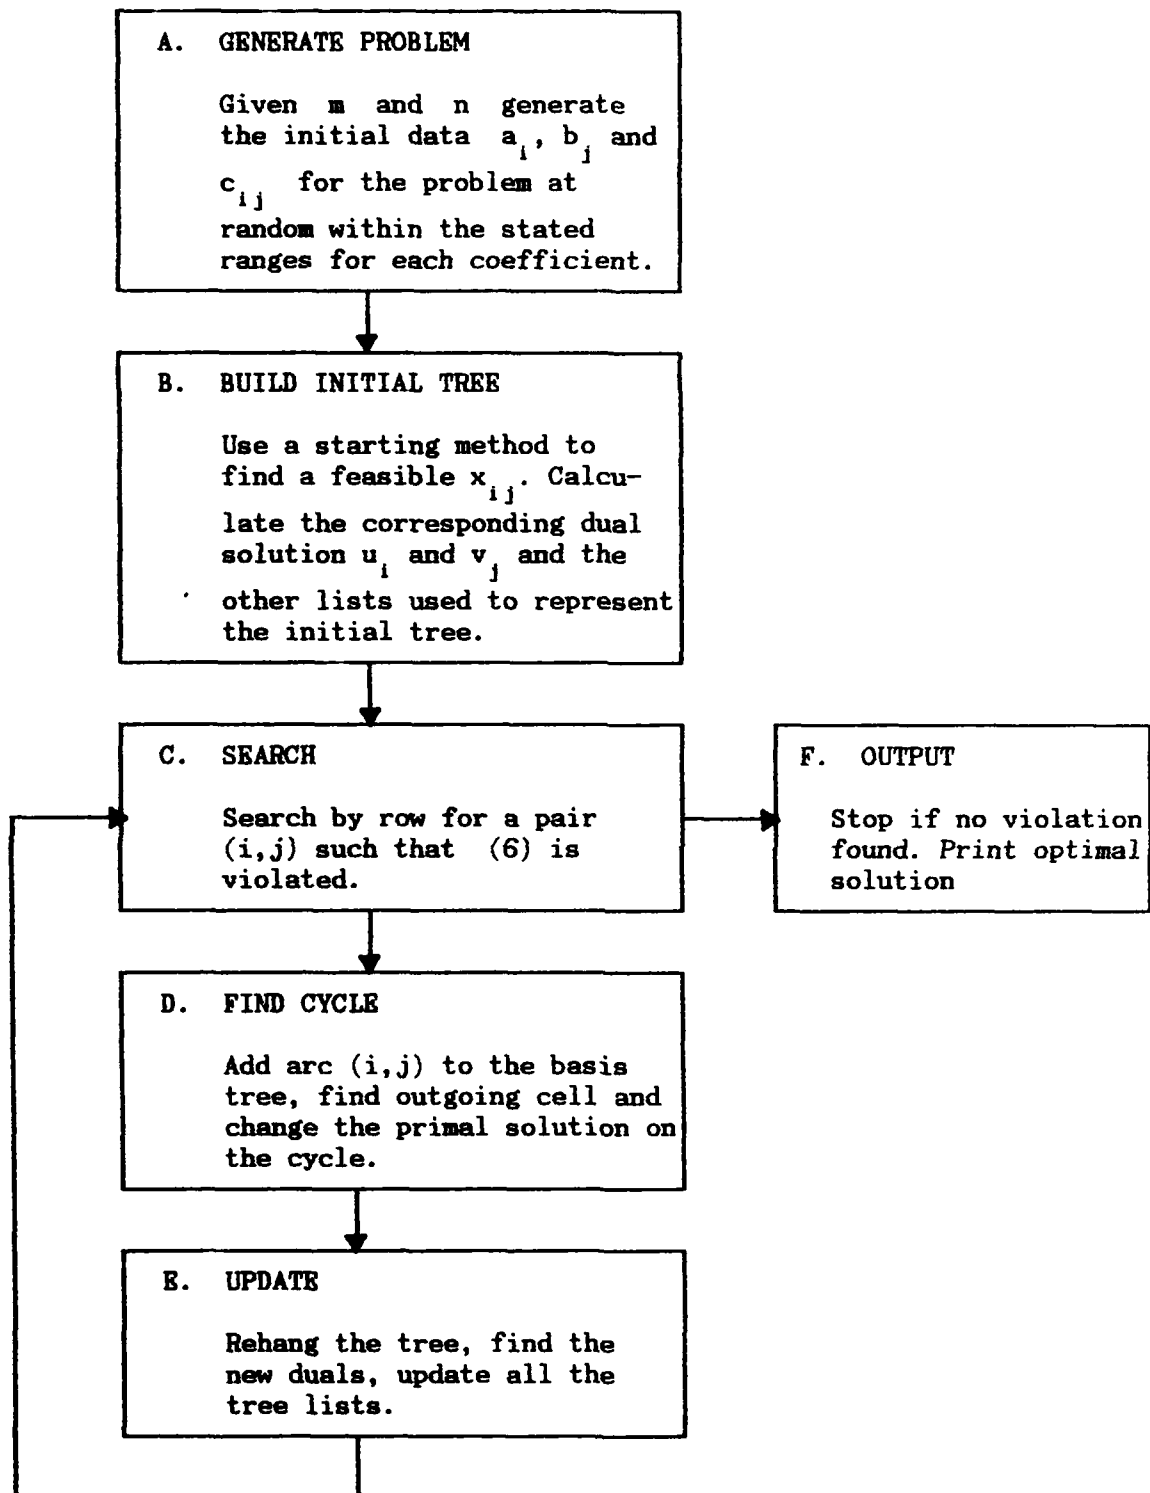 A. GENERATE PROBLEM
Given m and n generate
the initial data a_i, b_j and
c_ij for the problem at
random within the stated
ranges for each coefficient.
B. BUILD INITIAL TREE
Use a starting method to
find a feasible x_ij. Calcu-
late the corresponding dual
solution u_i and v_j and the
other lists used to represent
the initial tree.
C. SEARCH
Search by row for a pair
(i,j) such that (6) is
violated.
F. OUTPUT
Stop if no violation
found. Print optimal
solution
D. FIND CYCLE
Add arc (i,j) to the basis
tree, find outgoing cell and
change the primal solution on
the cycle.
E. UPDATE
Rehang the tree, find the
new duals, update all the
tree lists.